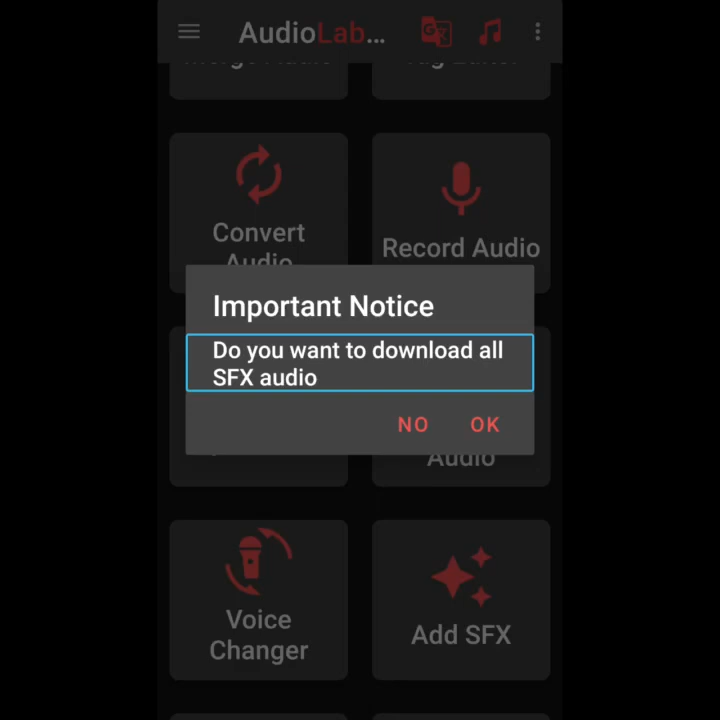 AudioLab...
Convert
Audio
Record Audio
Important Notice
Do you want to download all
SFX audio
NO OK
Audio
Voice
Changer
Add SFX